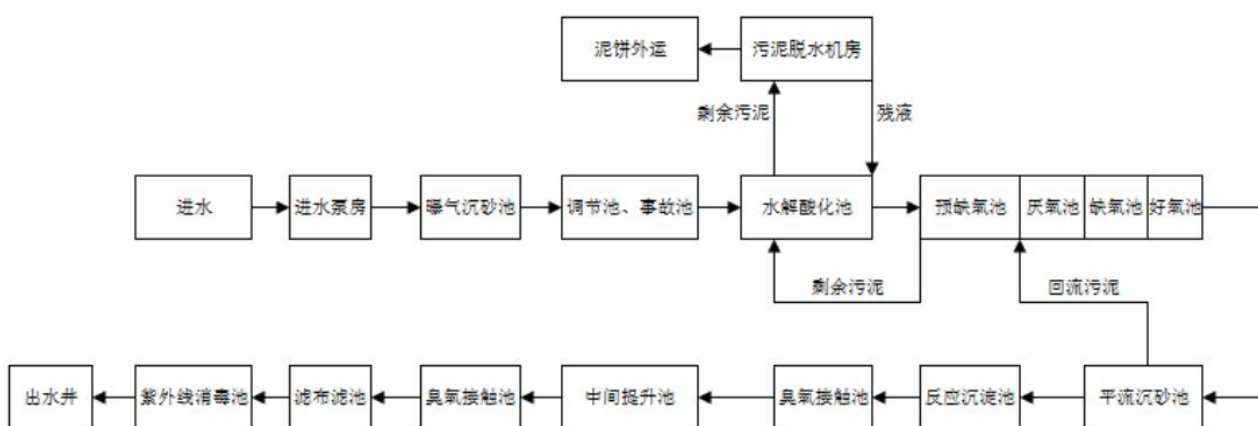 泥饼外运
污泥脱水机房
剩余污泥
残液
进水
进水泵房
曝气沉砂池
调节池、事故池
水解酸化池
预缺氧池
厌氧池
缺氧池
好氧池
剩余污泥
回流污泥
出水井
紫外线消毒池
滤布滤池
臭氧接触池
中间提升池
臭氧接触池
反应沉淀池
平流沉砂池